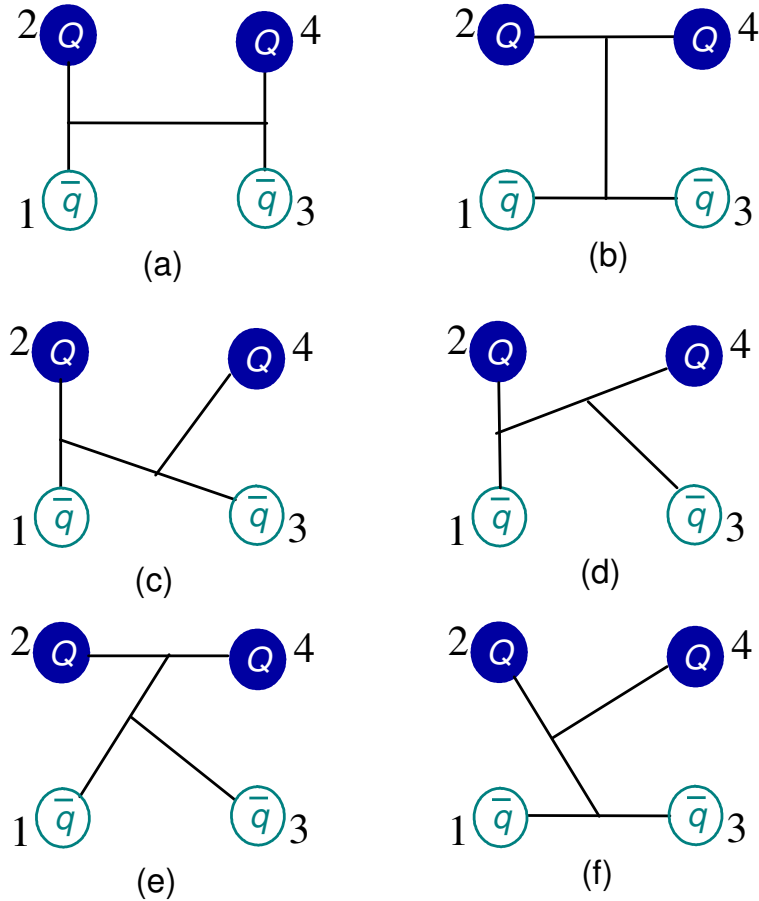 2 Q Q 4 2 Q Q 4
1 q̅ q̅ 3 1 q̅ q̅ 3
(a) (b)
2 Q Q 4 2 Q Q 4
1 q̅ q̅ 3 1 q̅ q̅ 3
(c) (d)
2 Q Q 4 2 Q Q 4
1 q̅ q̅ 3 1 q̅ q̅ 3
(e) (f)